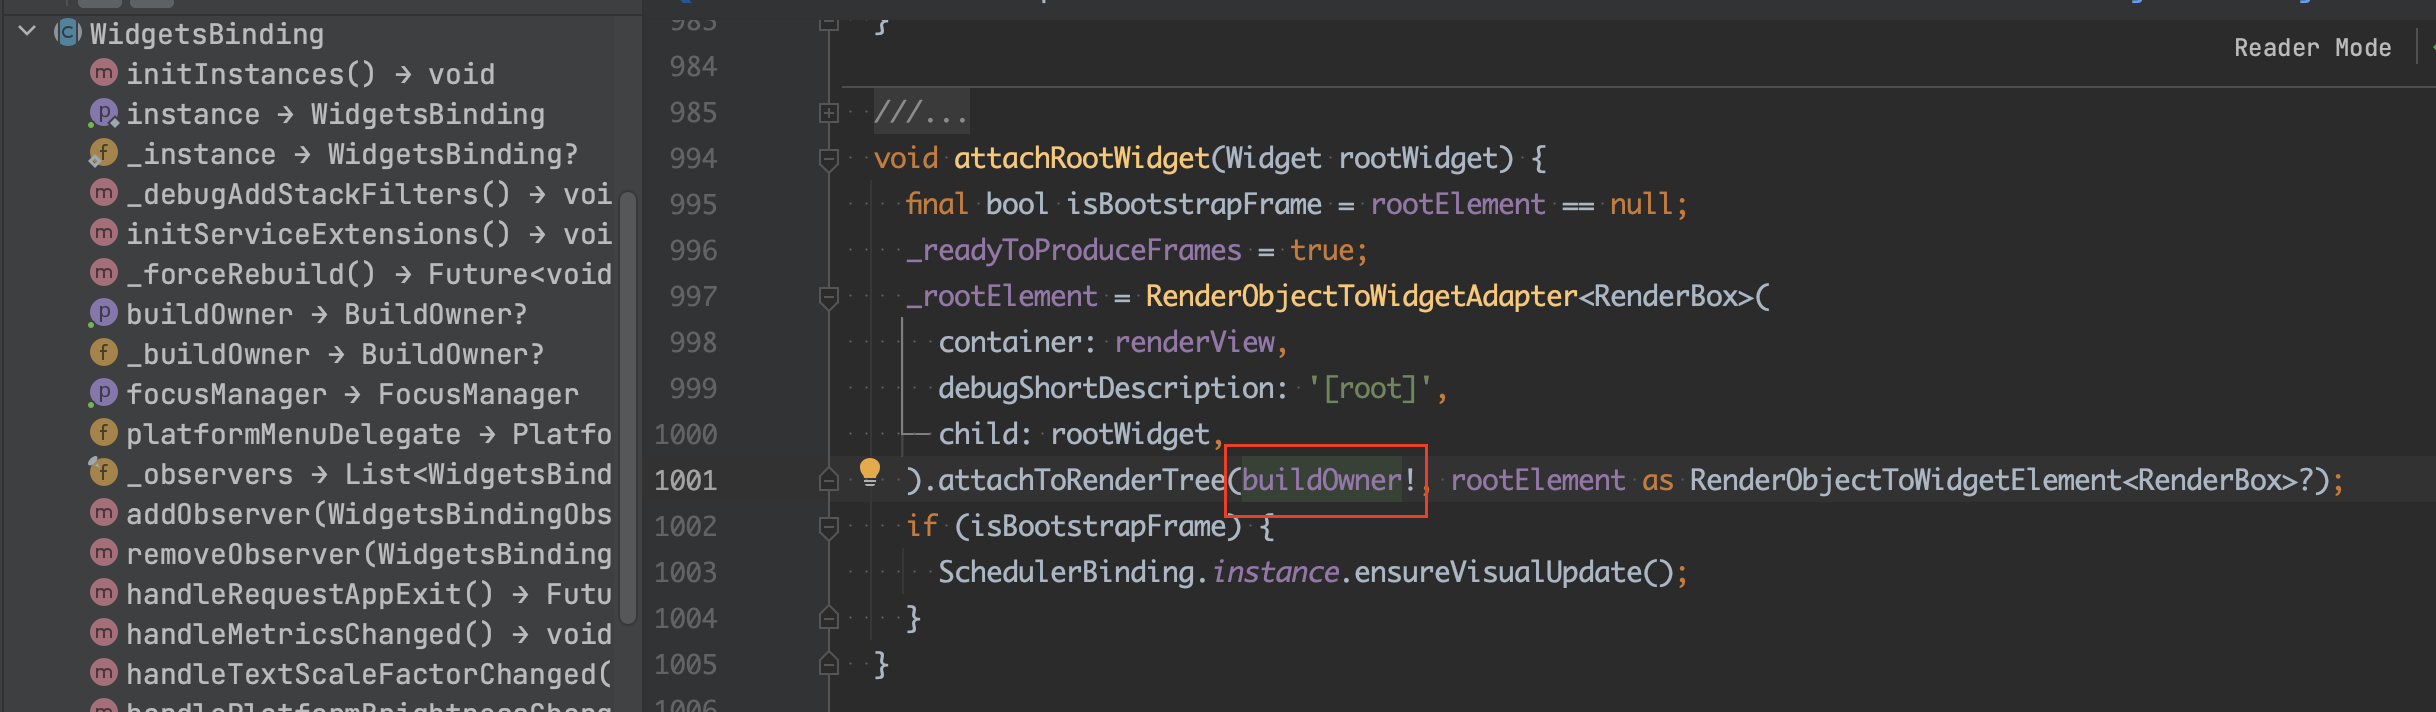 WidgetsBinding
initInstances() → void
instance → WidgetsBinding
_instance → WidgetsBinding?
_debugAddStackFilters() → voi
initServiceExtensions() → voi
_forceRebuild() → Future<void
buildOwner → BuildOwner?
_buildOwner → BuildOwner?
focusManager → FocusManager
platformMenuDelegate → Platfo
_observers → List<WidgetsBind
addObserver(WidgetsBindingObs
removeObserver(WidgetsBinding
handleRequestAppExit() → Futu
handleMetricsChanged() → void
handleTextScaleFactorChanged(
Reader Mode
983 }
984
985 ///...
994 void attachRootWidget(Widget rootWidget) {
995 final bool isBootstrapFrame = rootElement == null;
996 _readyToProduceFrames = true;
997 _rootElement = RenderObjectToWidgetAdapter<RenderBox>(
998 container: renderView,
999 debugShortDescription: '[root]',
1000 child: rootWidget,
1001 ).attachToRenderTree(buildOwner!, rootElement as RenderObjectToWidgetElement<RenderBox>?);
1002 if (isBootstrapFrame) {
1003 SchedulerBinding.instance.ensureVisualUpdate();
1004 }
1005 }
1006